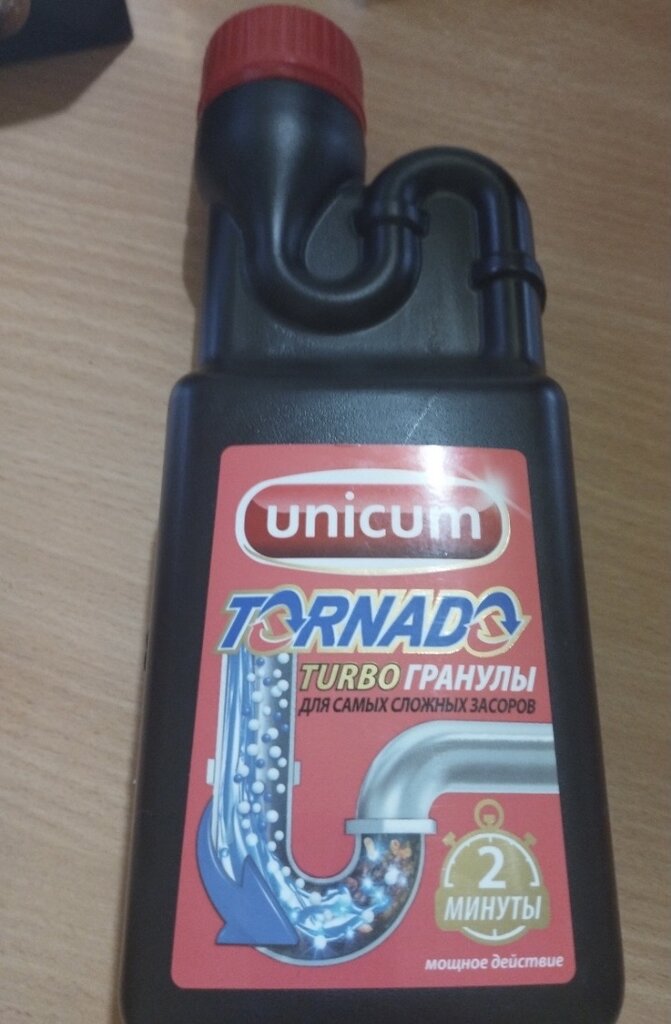 unicum
TORNADO
TURBO ГРАНУЛЫ
ДЛЯ САМЫХ СЛОЖНЫХ ЗАСОРОВ
2
МИНУТЫ
мощное действие